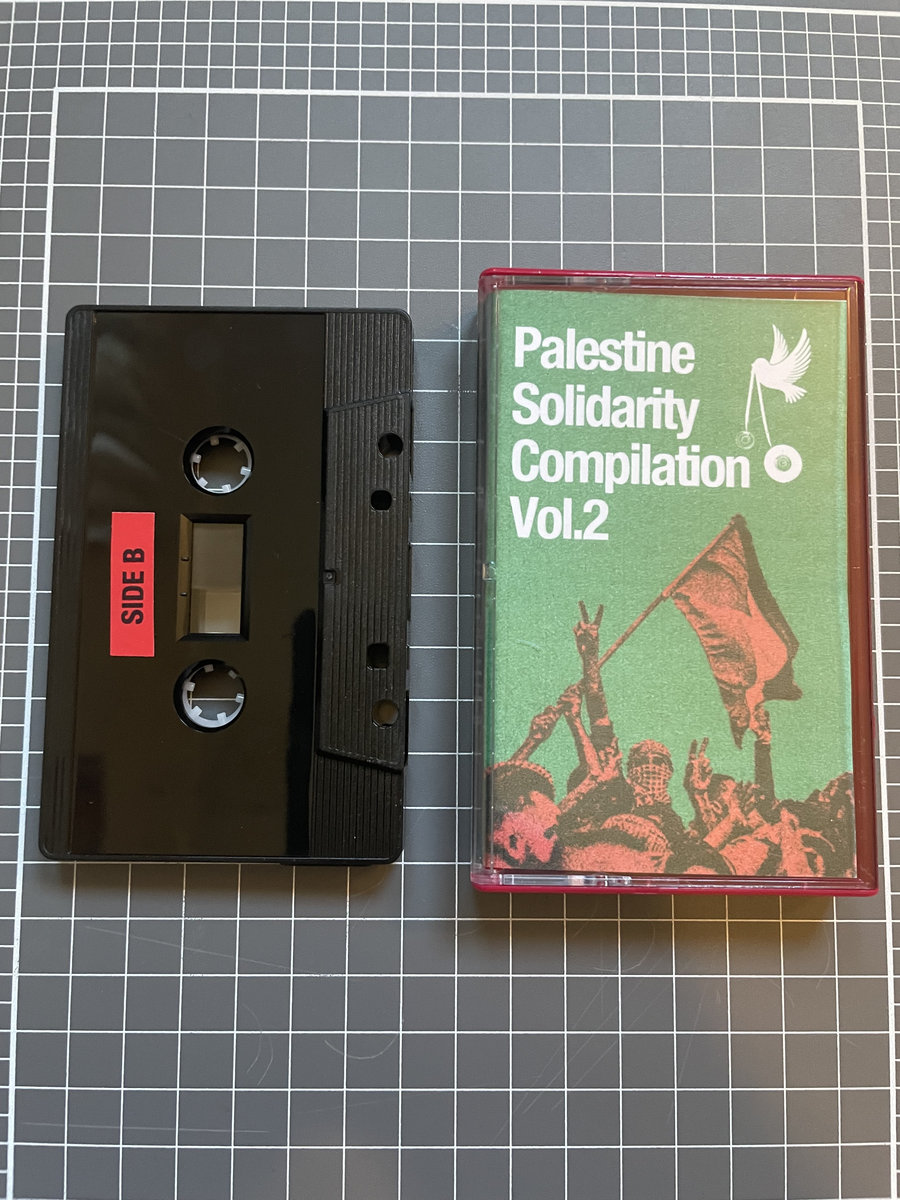 SIDE B
Palestine
Solidarity
Compilation
Vol.2